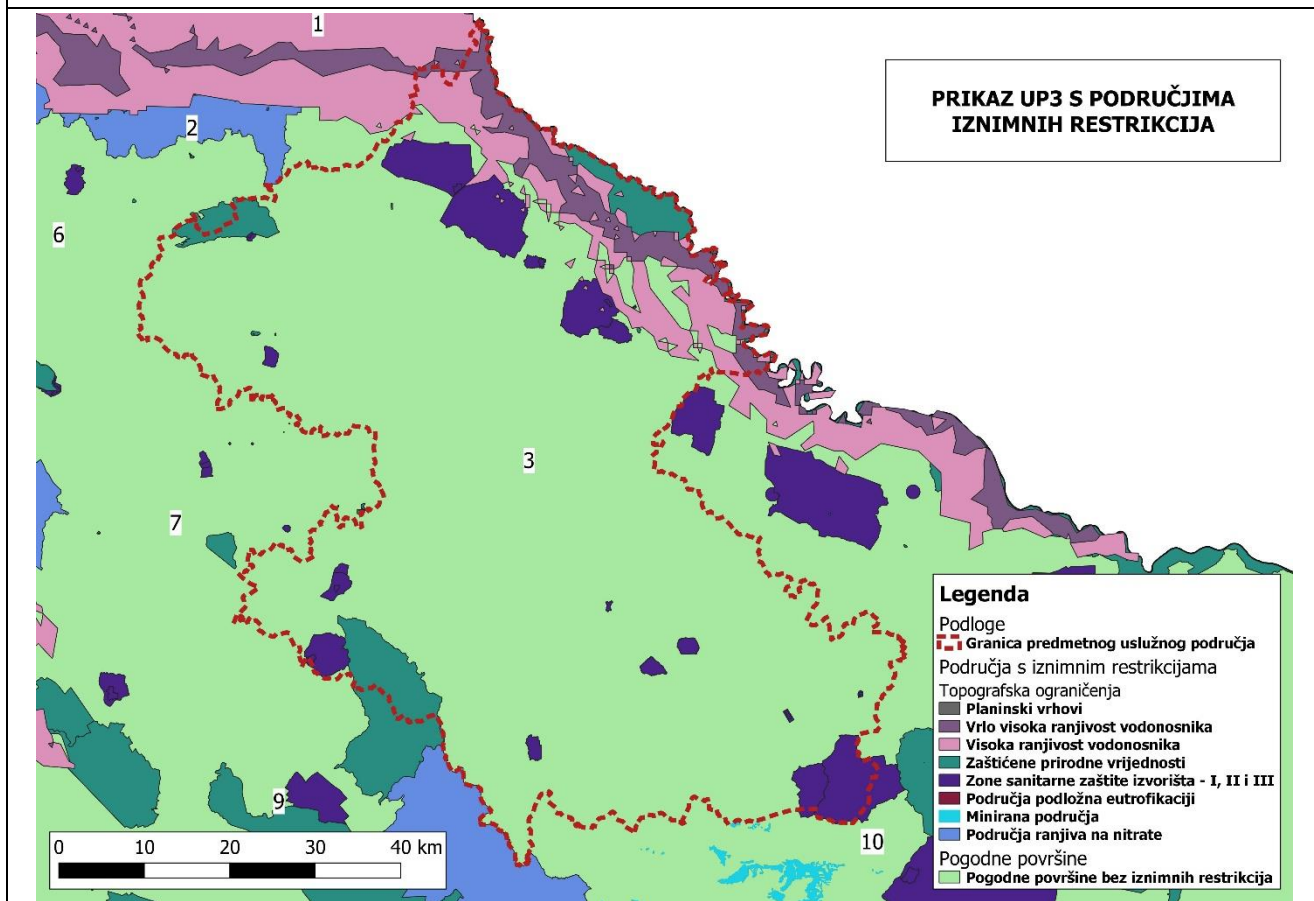 1
PRIKAZ UP3 S PODRUČJIMA
IZNIMNIH RESTRIKCIJA
2
6
3
7
9
10
0 10 20 30 40 km
Legenda
Podloge
Granica predmetnog uslužnog područja
Područja s iznimnim restrikcijama
Topografska ograničenja
Planinski vrhovi
Vrlo visoka ranjivost vodonosnika
Visoka ranjivost vodonosnika
Zaštićene prirodne vrijednosti
Zone sanitarne zaštite izvorišta - I, II i III
Područja podložna eutrofikaciji
Minirana područja
Područja ranjiva na nitrate
Pogodne površine
Pogodne površine bez iznimnih restrikcija